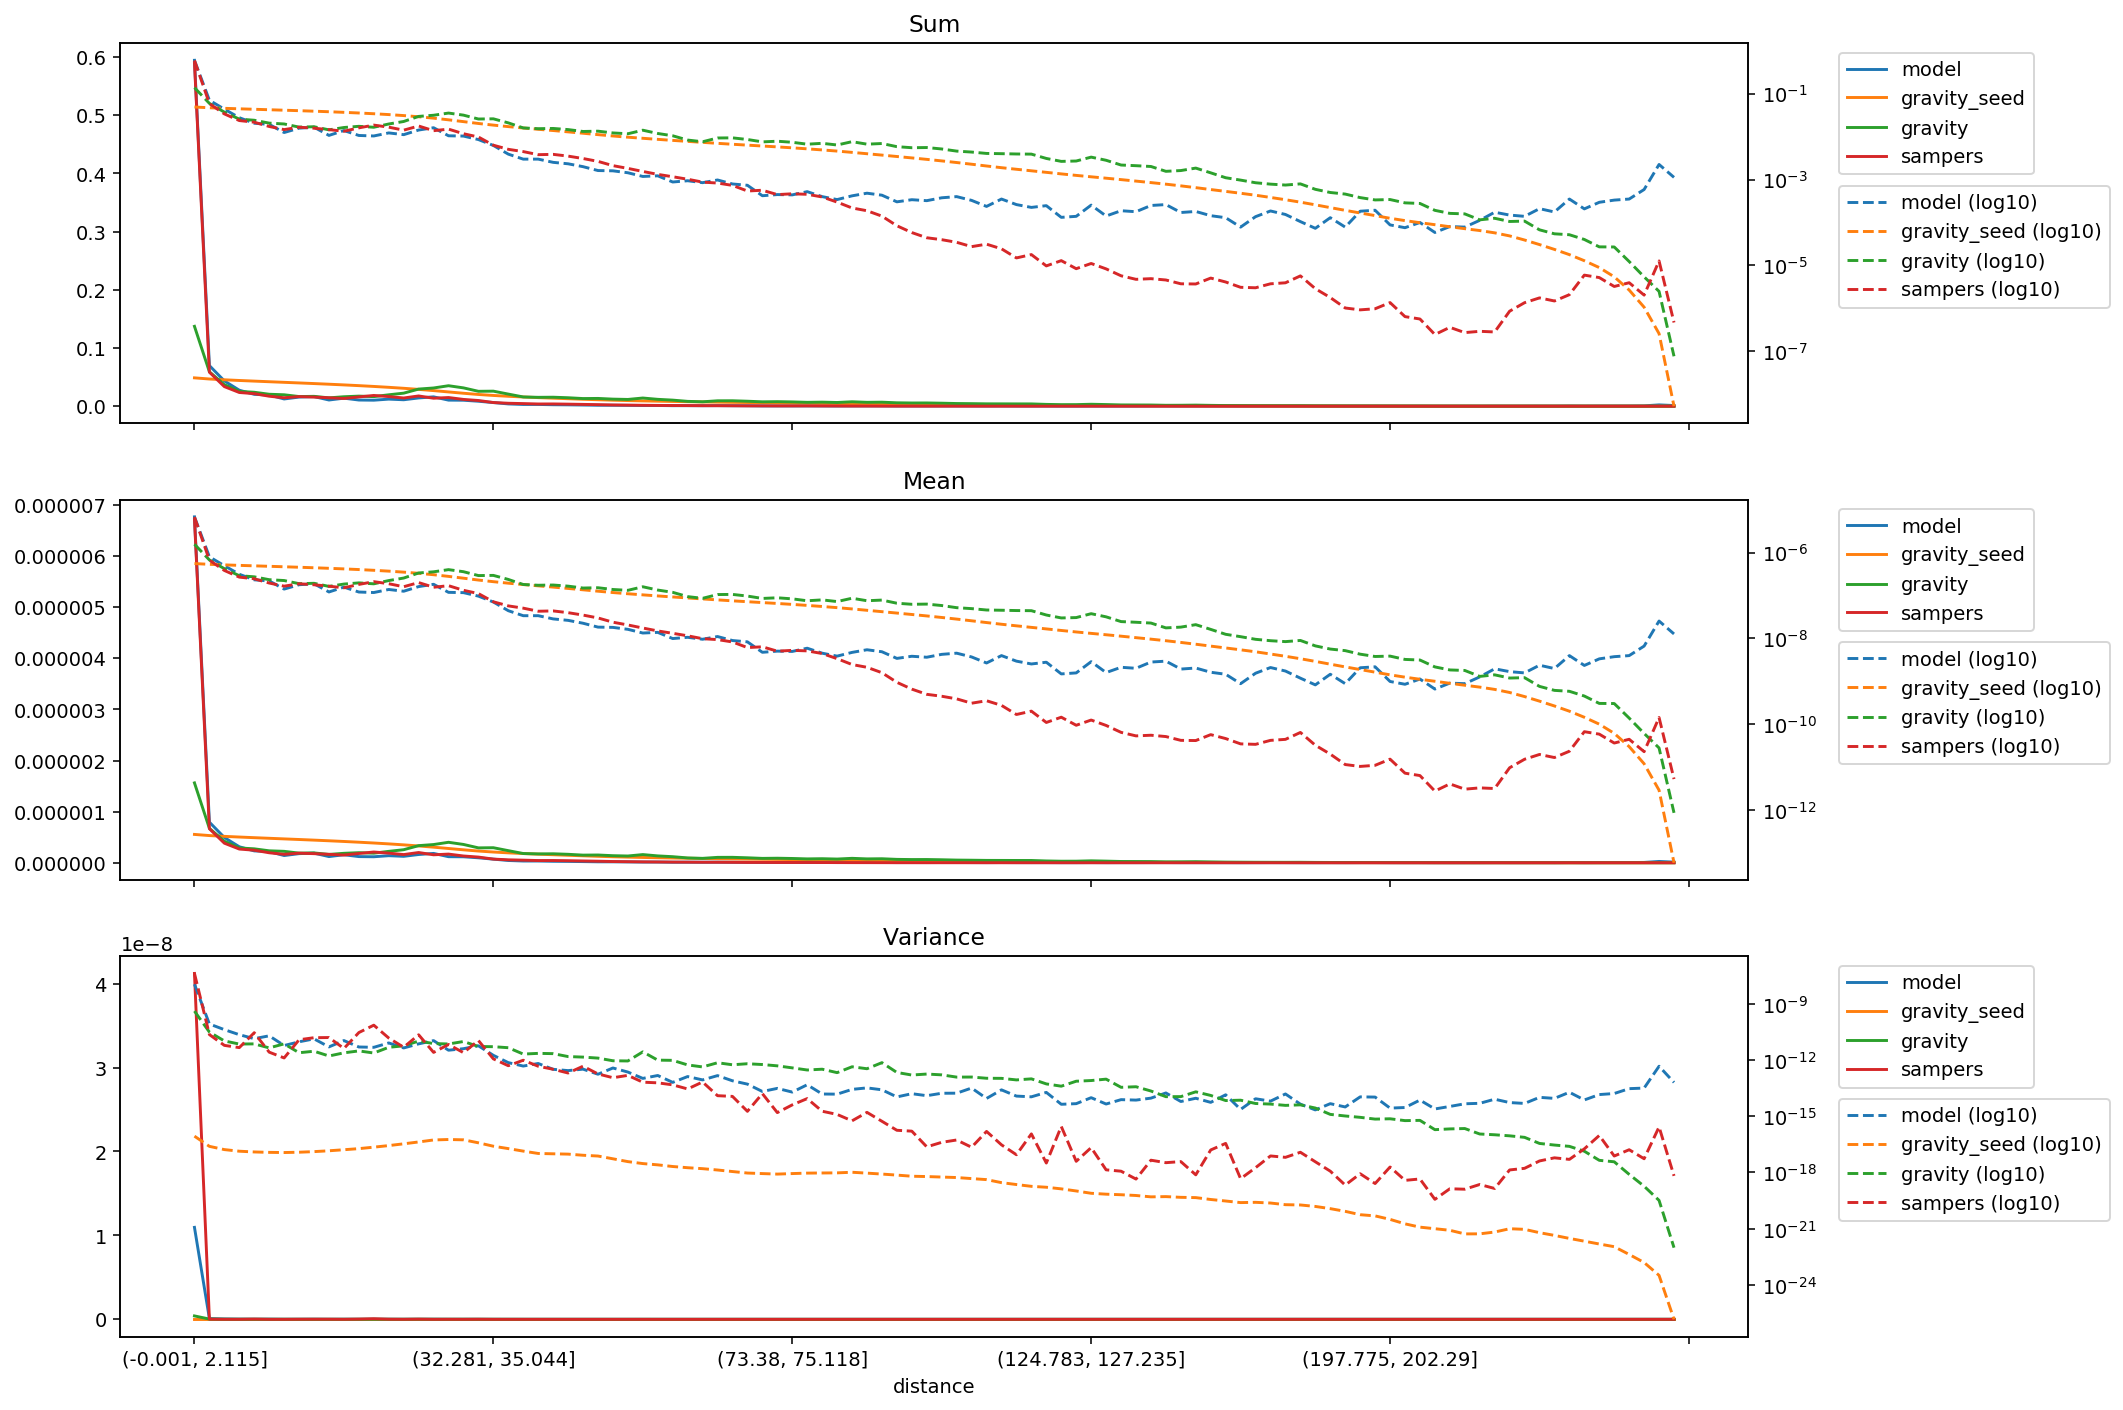 Sum
0.6
0.5
0.4
0.3
0.2
0.1
0.0
10⁻¹
10⁻³
10⁻⁵
10⁻⁷
model
gravity_seed
gravity
sampers
model (log10)
gravity_seed (log10)
gravity (log10)
sampers (log10)
Mean
0.000007
0.000006
0.000005
0.000004
0.000003
0.000002
0.000001
0.000000
10⁻⁶
10⁻⁸
10⁻¹⁰
10⁻¹²
model
gravity_seed
gravity
sampers
model (log10)
gravity_seed (log10)
gravity (log10)
sampers (log10)
Variance
1e−8
4
3
2
1
0
10⁻⁹
10⁻¹²
10⁻¹⁵
10⁻¹⁸
10⁻²¹
10⁻²⁴
model
gravity_seed
gravity
sampers
model (log10)
gravity_seed (log10)
gravity (log10)
sampers (log10)
(-0.001, 2.115]
(32.281, 35.044]
(73.38, 75.118]
(124.783, 127.235]
(197.775, 202.29]
distance